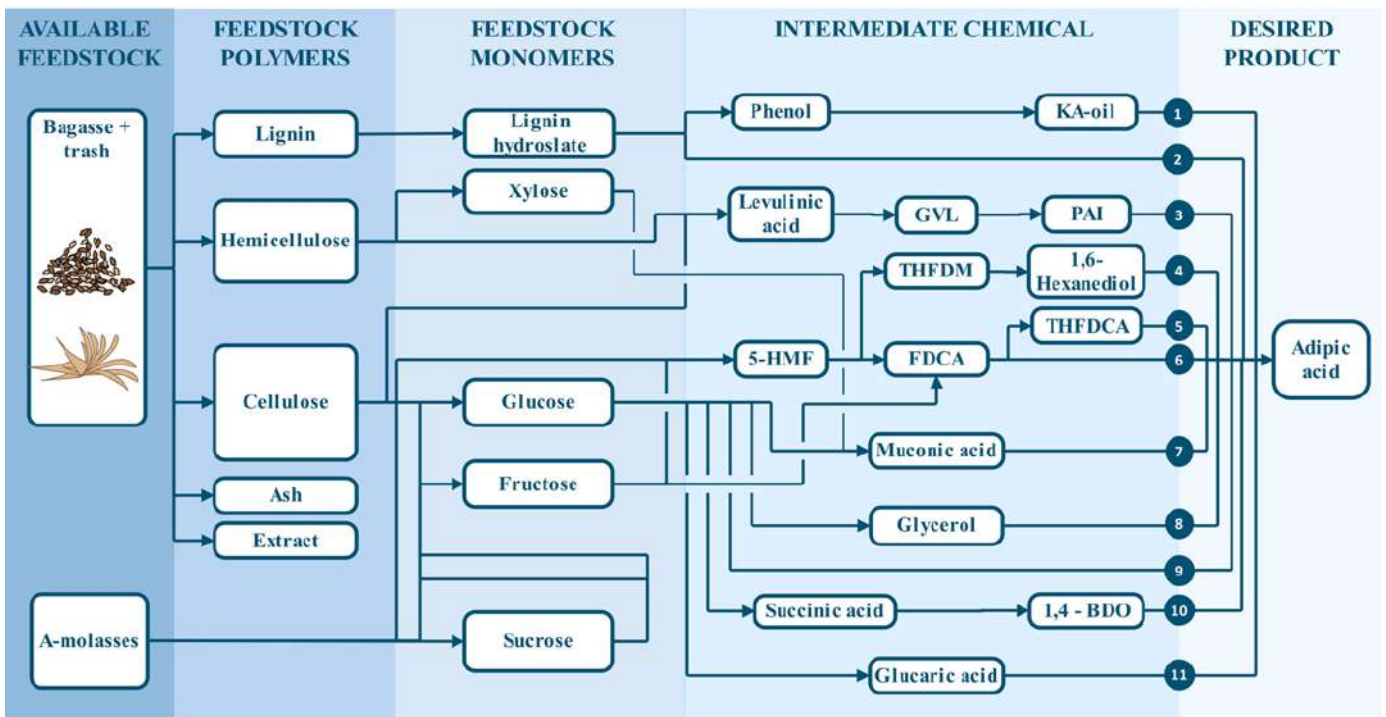 AVAILABLE
FEEDSTOCK
FEEDSTOCK
POLYMERS
FEEDSTOCK
MONOMERS
INTERMEDIATE CHEMICAL
DESIRED
PRODUCT
Bagasse +
trash
A-molasses
Lignin
Hemicellulose
Cellulose
Ash
Extract
Lignin
hydroslate
Xylose
Glucose
Fructose
Sucrose
Phenol
KA-oil
1
2
Levulinic
acid
GVL
PAI
3
THFDM
1,6-
Hexanediol
4
THFDCA
5
5-HMF
FDCA
6
Muconic acid
7
Glycerol
8
9
Succinic acid
1,4 - BDO
10
Glucaric acid
11
Adipic
acid